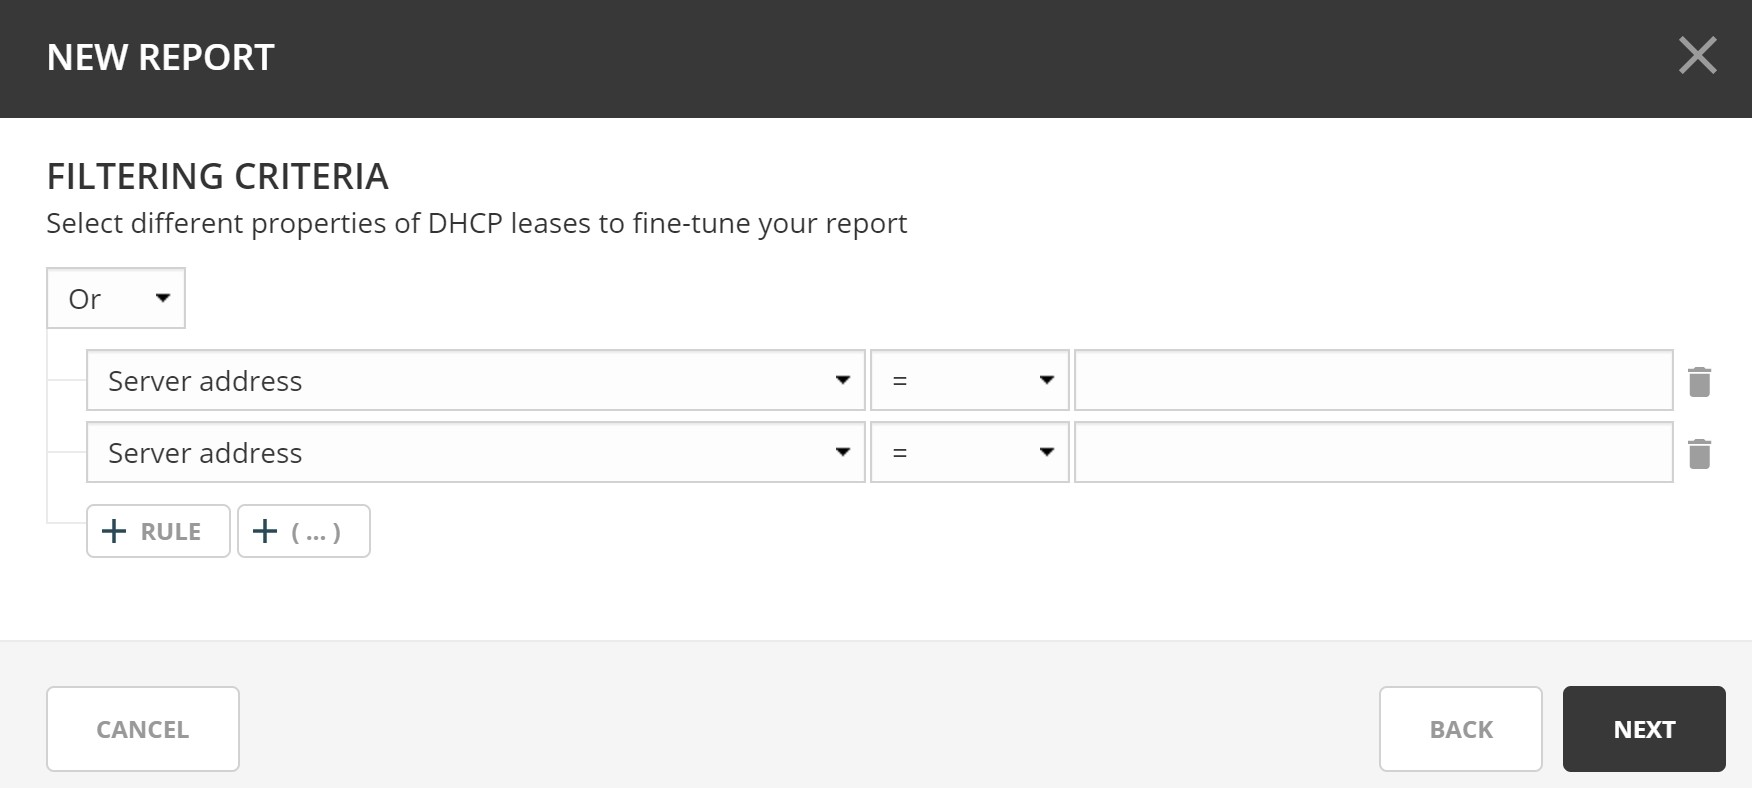 NEW REPORT
FILTERING CRITERIA
Select different properties of DHCP leases to fine-tune your report
Or
Server address =
Server address =
+ RULE + ( ... )
CANCEL BACK NEXT